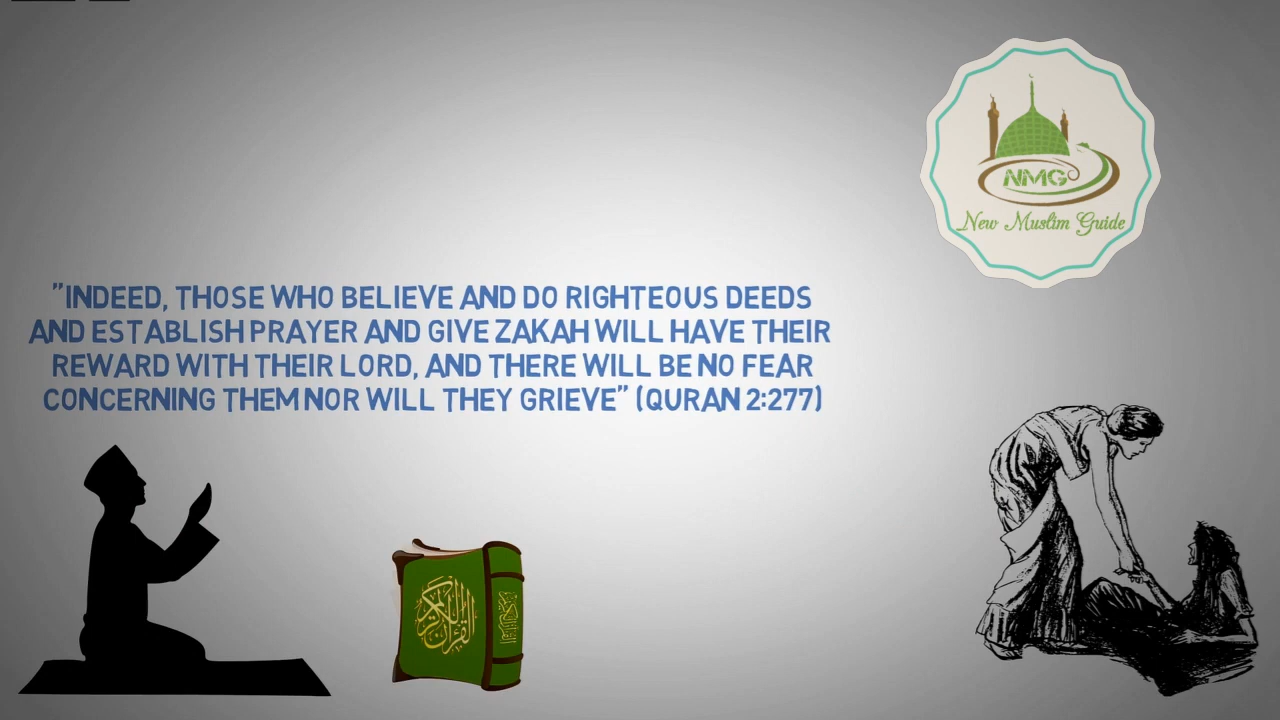 NMG
New Muslim Guide
"INDEED, THOSE WHO BELIEVE AND DO RIGHTEOUS DEEDS
AND ESTABLISH PRAYER AND GIVE ZAKAH WILL HAVE THEIR
REWARD WITH THEIR LORD, AND THERE WILL BE NO FEAR
CONCERNING THEM NOR WILL THEY GRIEVE" (QURAN 2:277)
القرآن الكريم